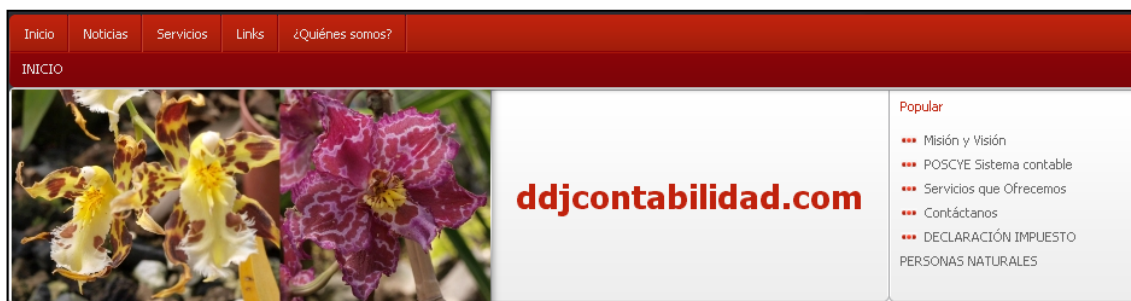 Inicio Noticias Servicios Links ¿Quiénes somos?
INICIO
ddjcontabilidad.com
Popular
Misión y Visión
POSCYE Sistema contable
Servicios que Ofrecemos
Contáctanos
DECLARACIÓN IMPUESTO
PERSONAS NATURALES